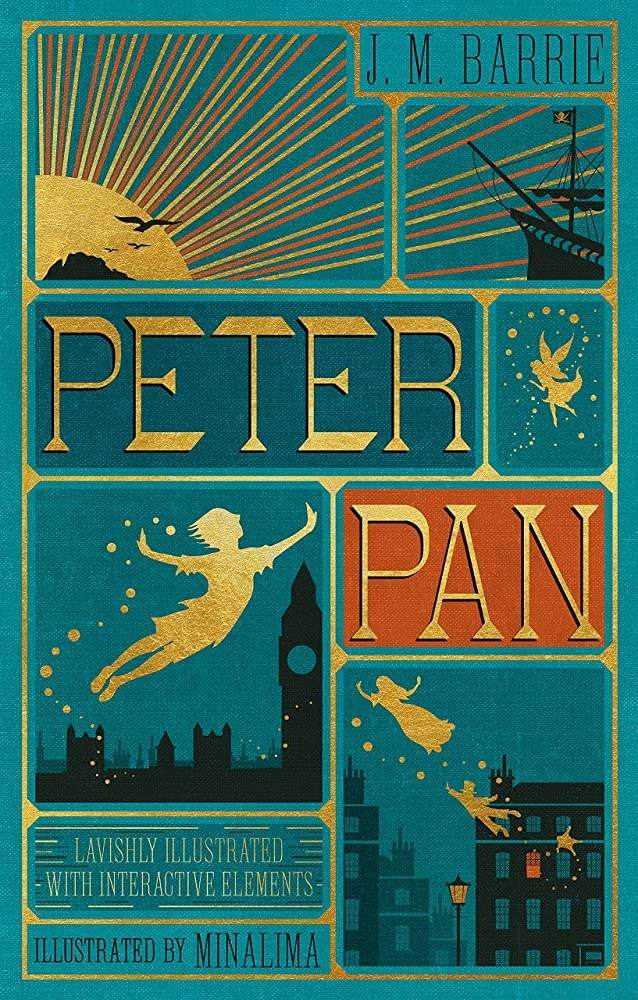 J. M. BARRIE
PETER
PAN
LAVISHLY ILLUSTRATED
WITH INTERACTIVE ELEMENTS
ILLUSTRATED BY MINALIMA